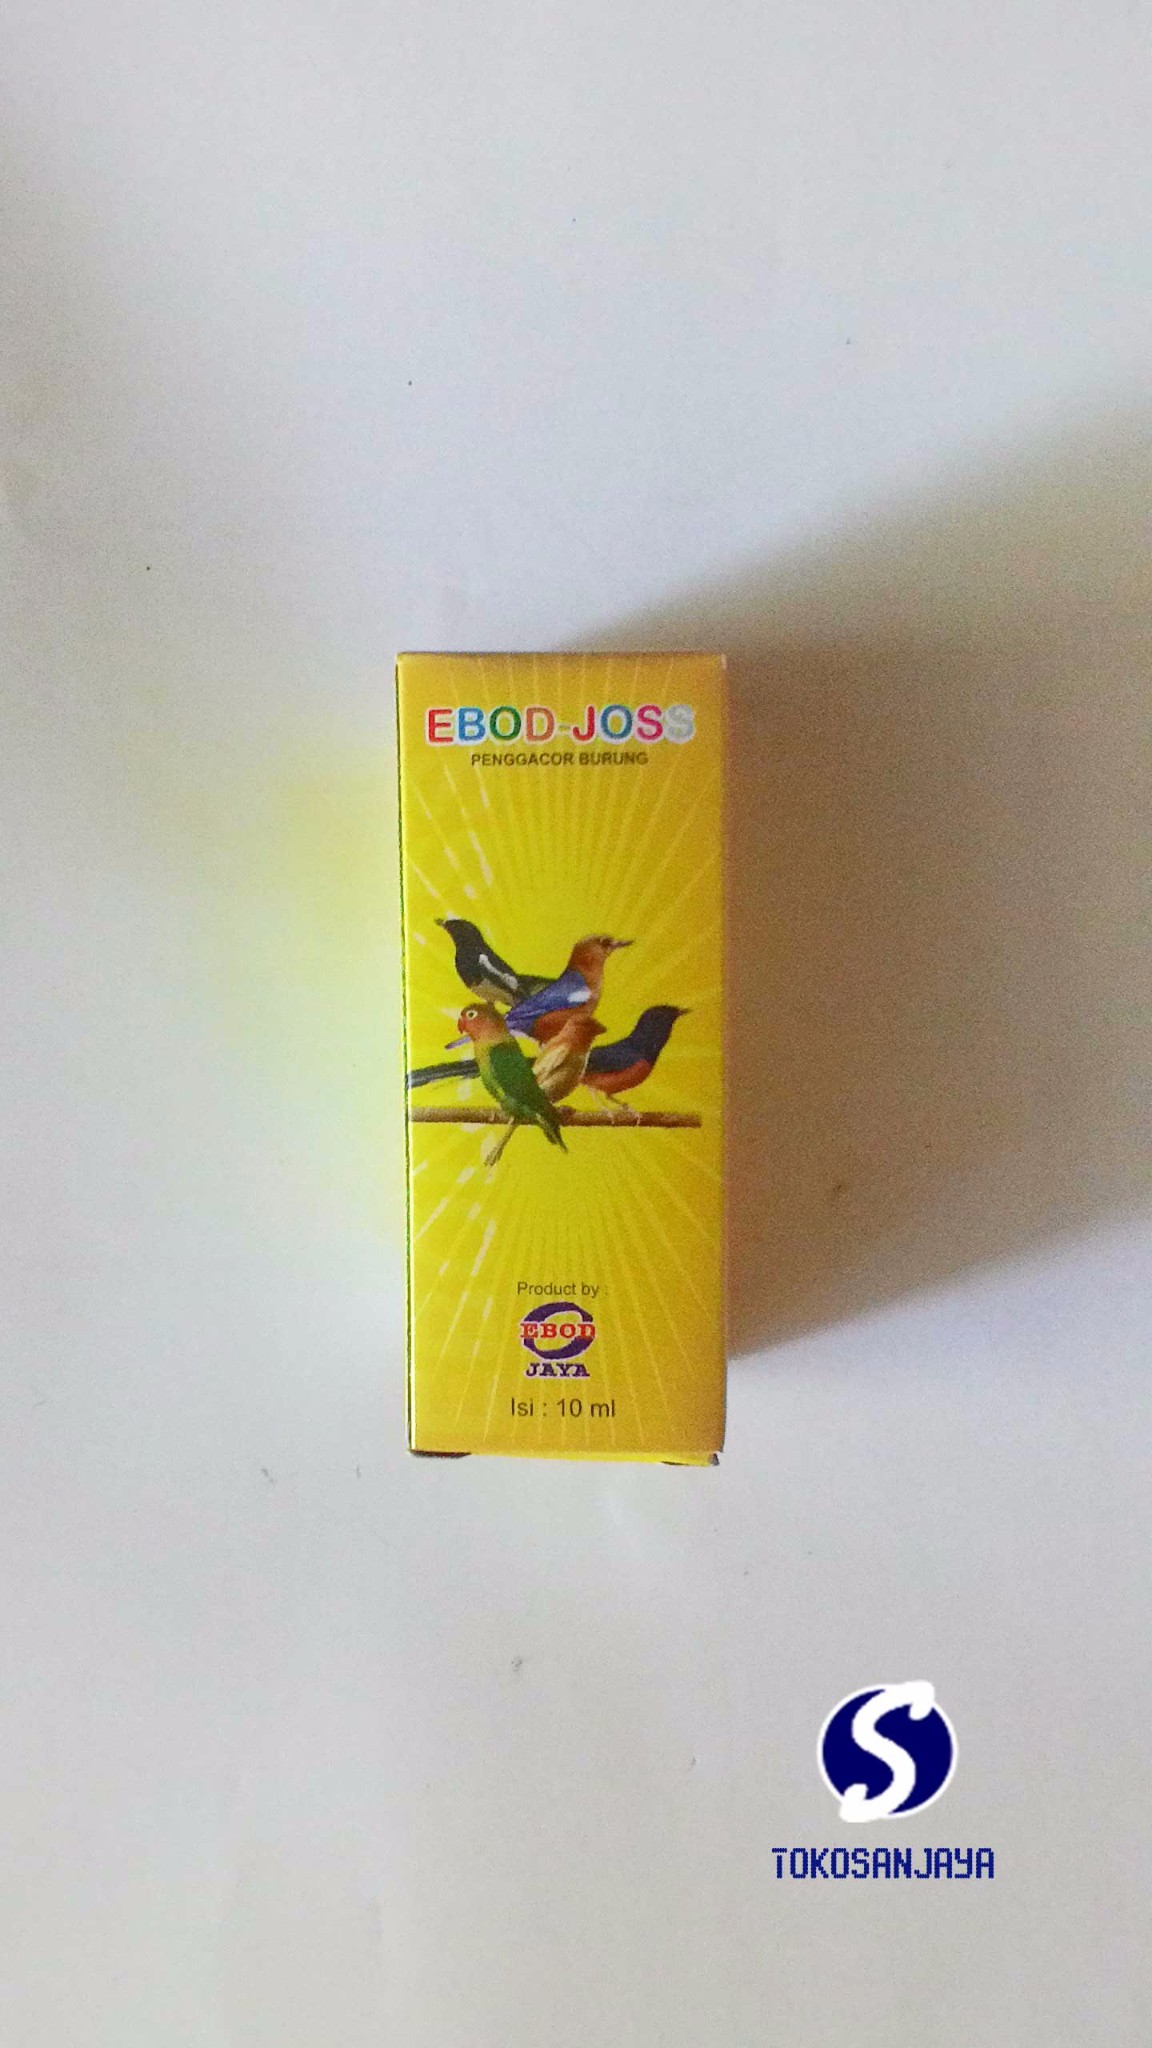 EBOD-JOSS
PENGGACOR BURUNG
Product by :
EBOD
JAYA
Isi : 10 ml
S
TOKOSANJAYA